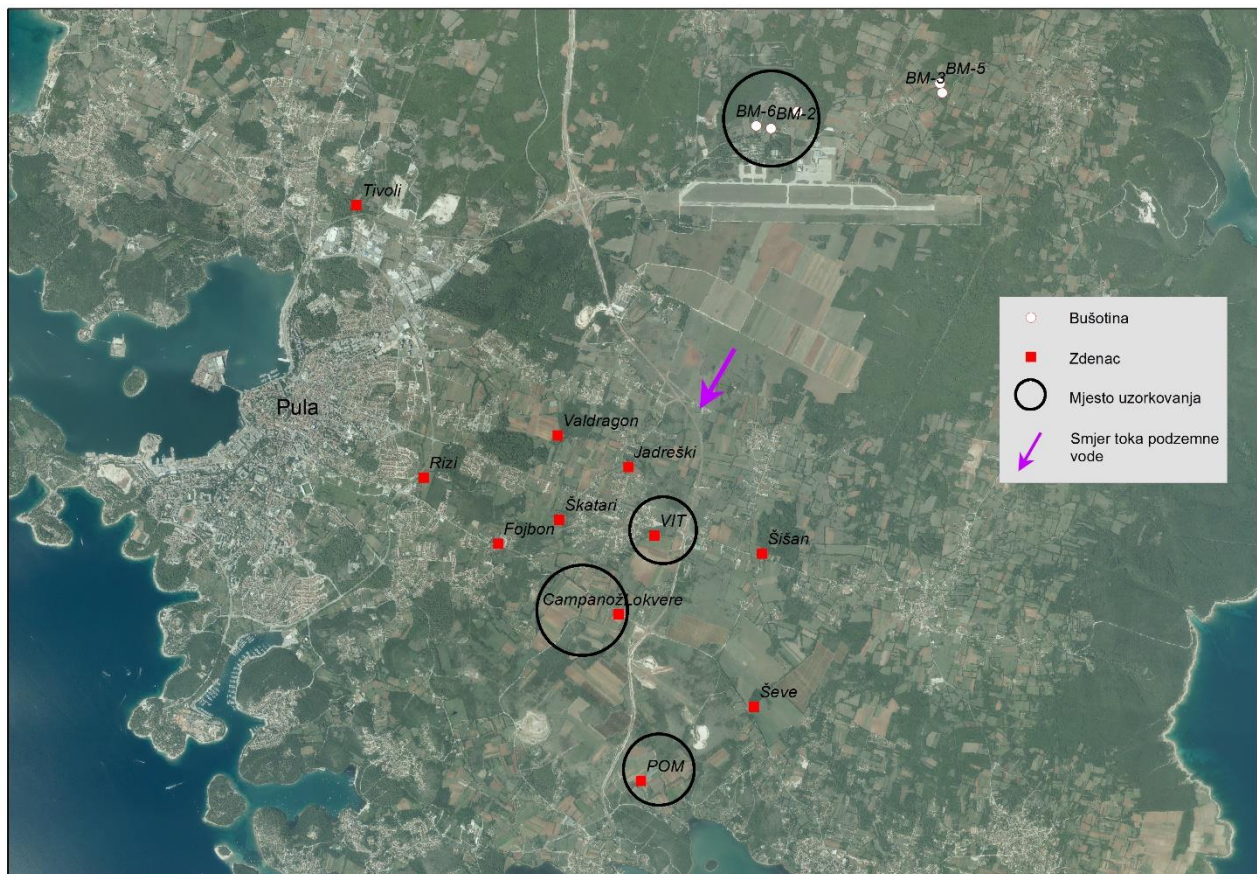 BM-3
BM-5
BM-6
BM-2
Tivoli
Bušotina
Zdenac
Pula
Mjesto uzorkovanja
Valdragon
Smjer toka podzemne
vode
Jadreški
Rizi
Škatari
VIT
Fojbon
Šišan
Campanož
Lokvere
Ševe
POM